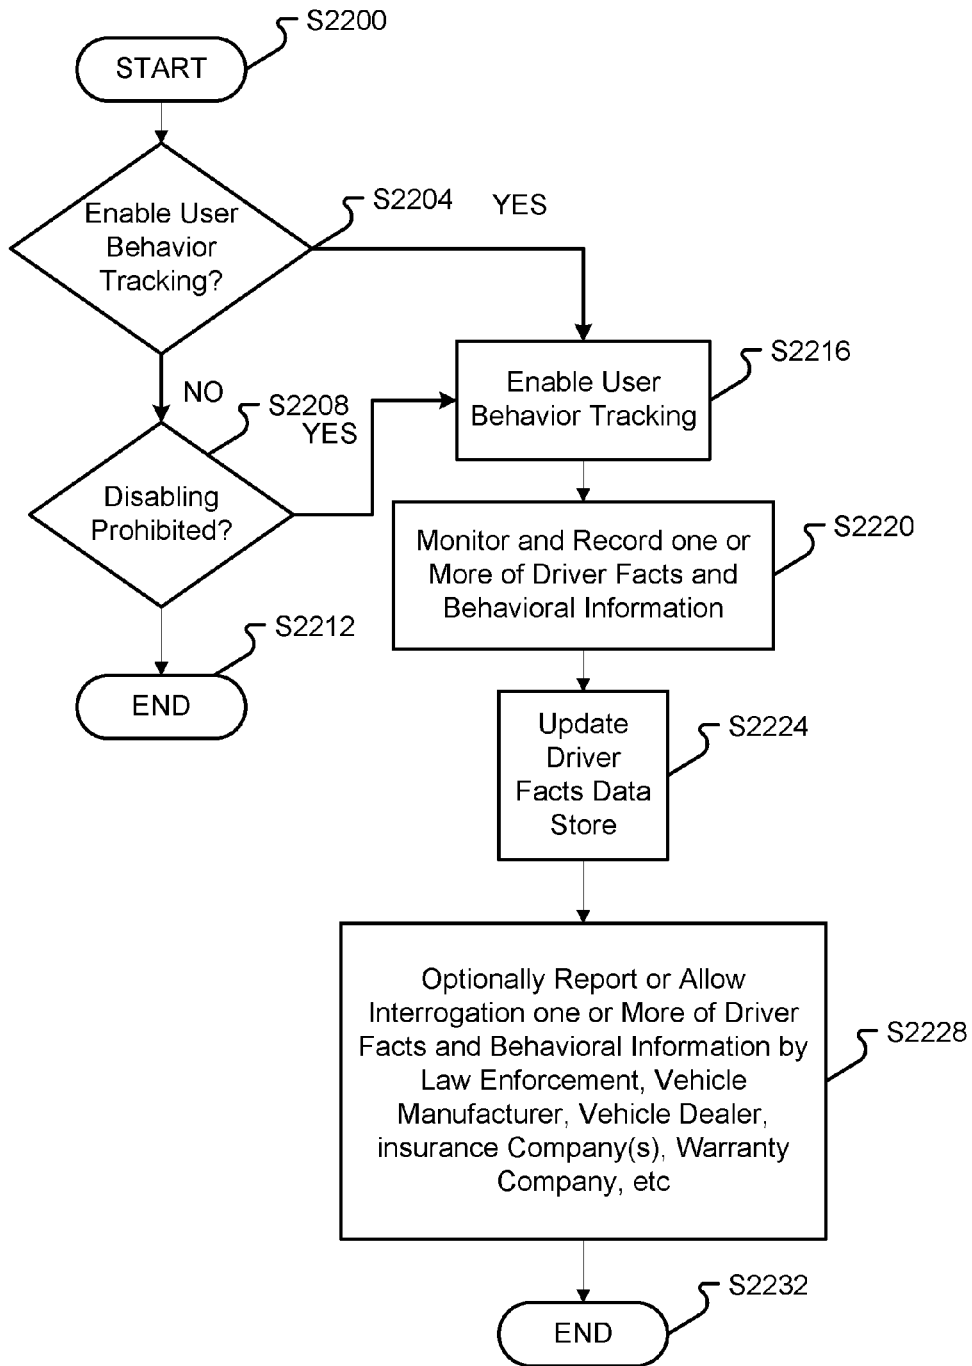 S2200
START
S2204
YES
Enable User
Behavior
Tracking?
NO
S2208
YES
S2216
Enable User
Behavior Tracking
Disabling
Prohibited?
S2220
Monitor and Record one or
More of Driver Facts and
Behavioral Information
S2212
END
S2224
Update
Driver
Facts Data
Store
Optionally Report or Allow
Interrogation one or More of Driver
Facts and Behavioral Information by
Law Enforcement, Vehicle
Manufacturer, Vehicle Dealer,
insurance Company(s), Warranty
Company, etc
S2228
S2232
END